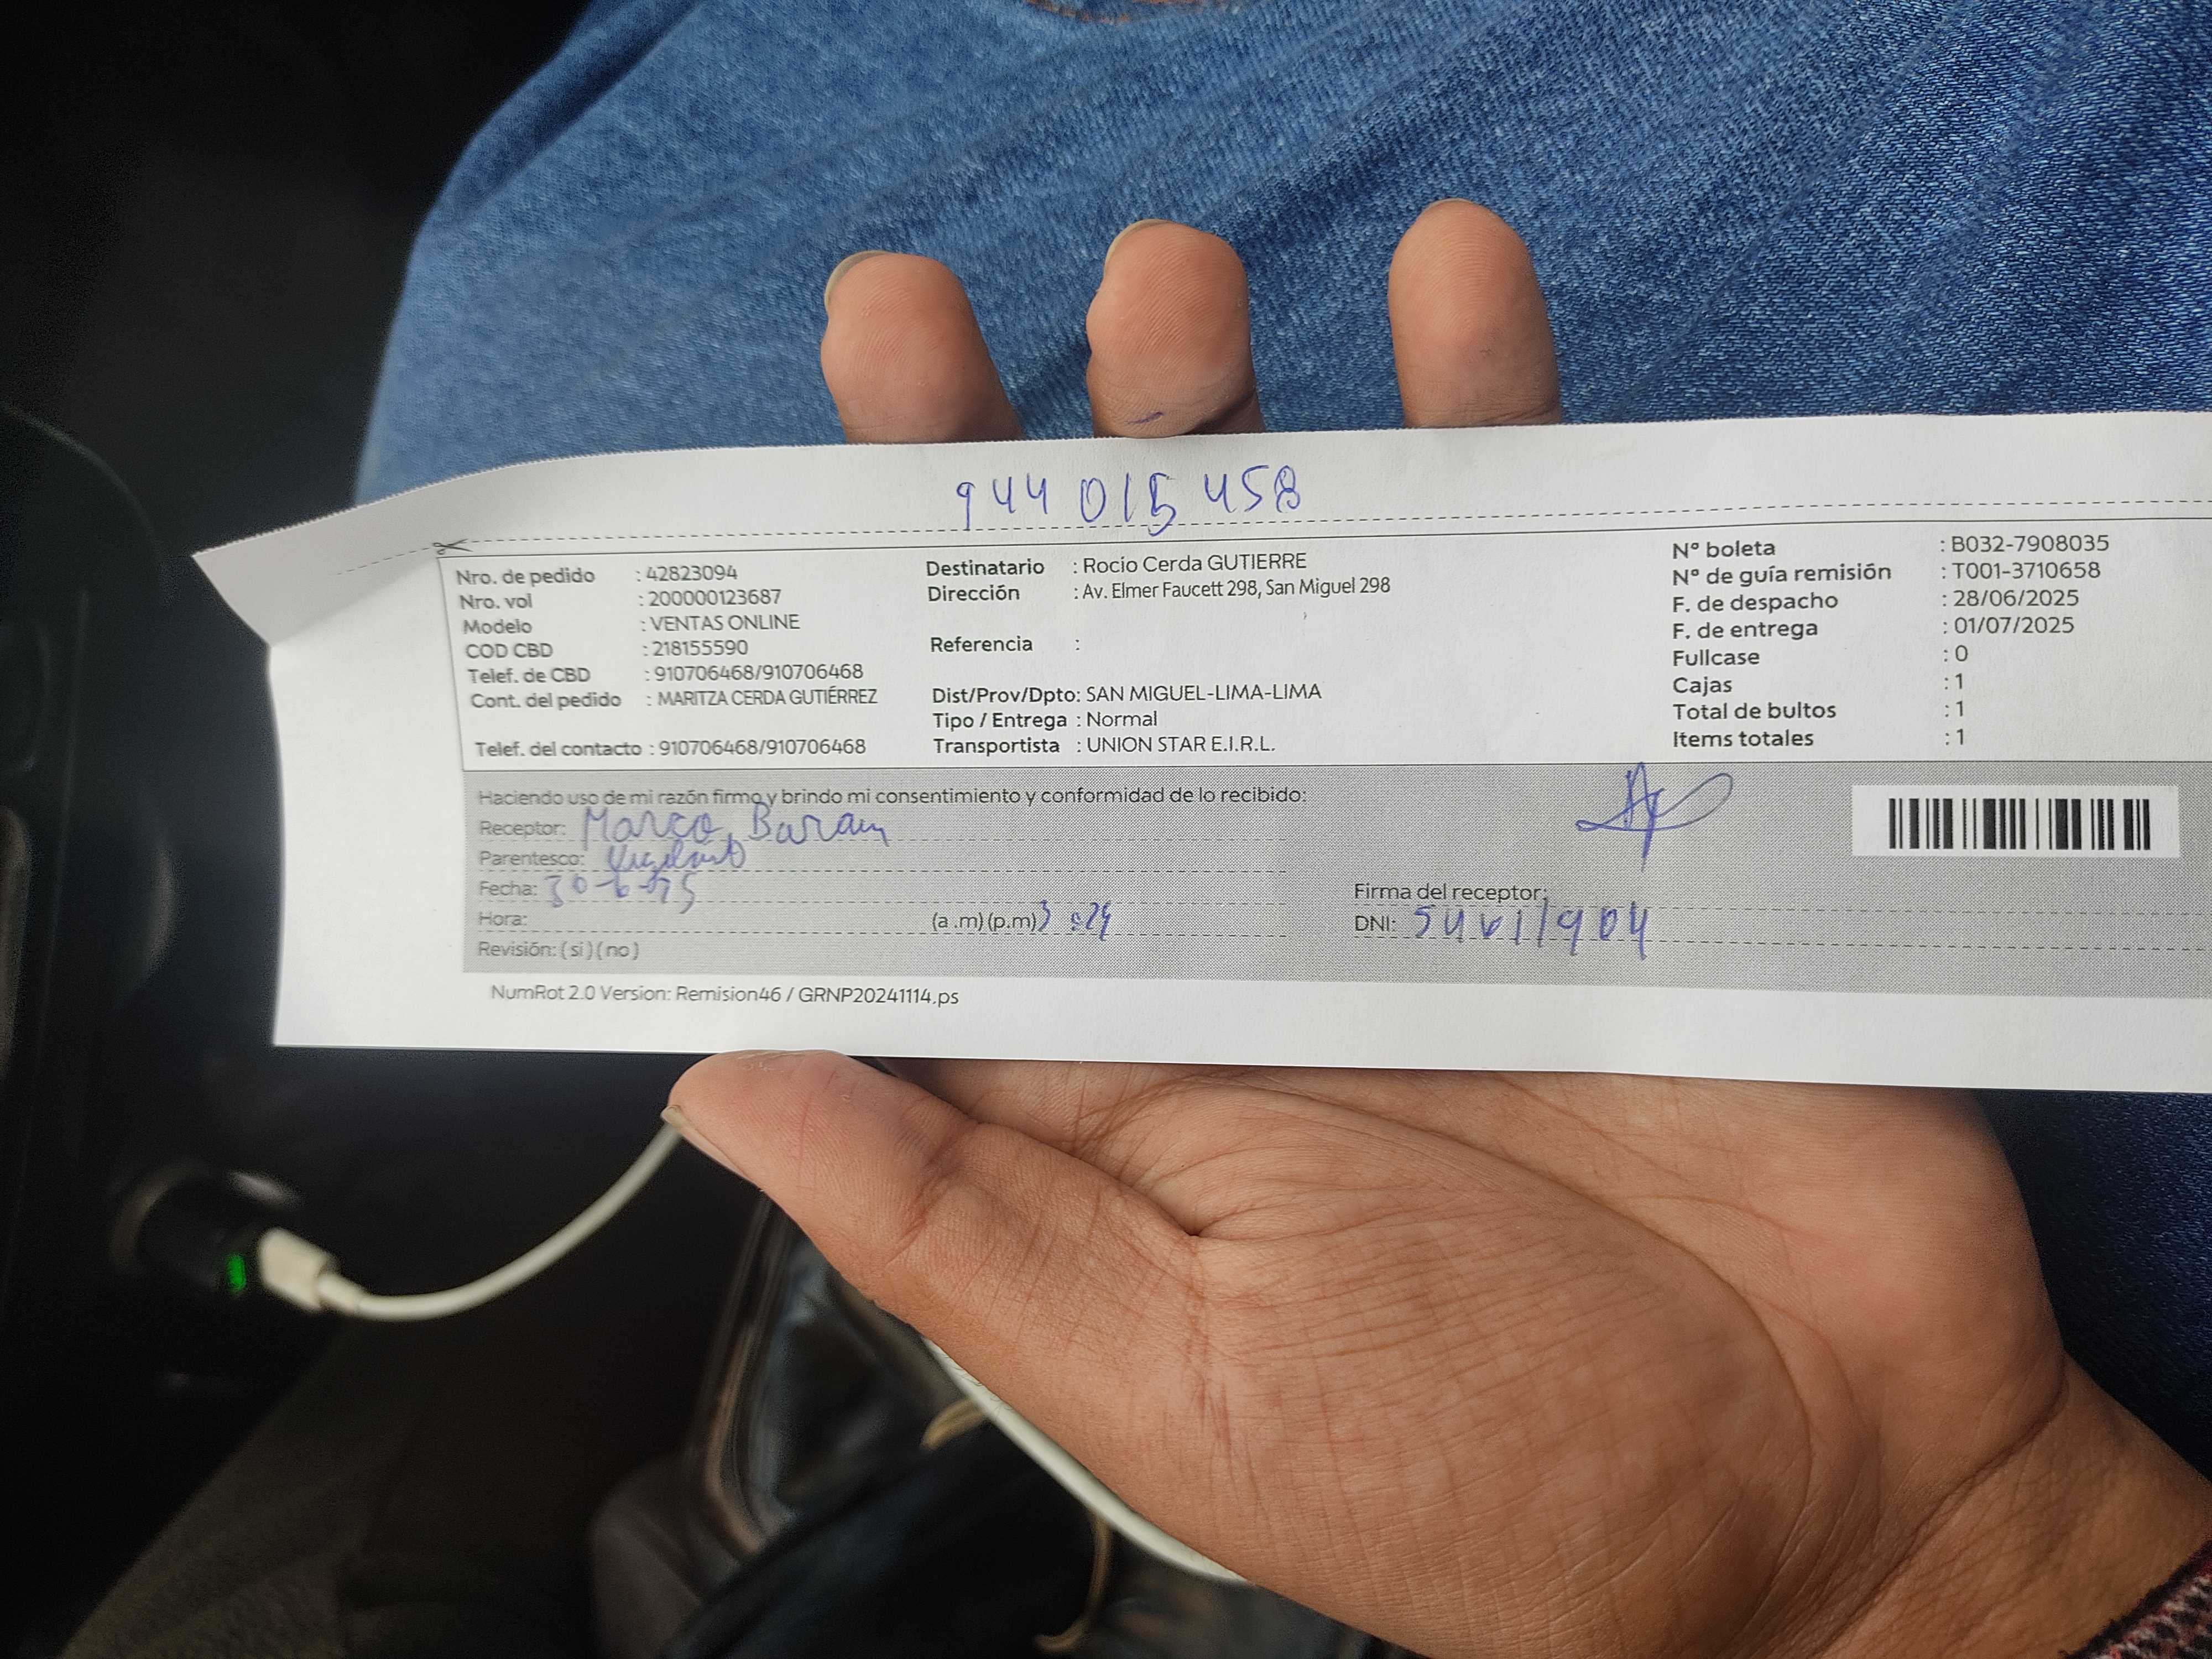 944 015 458
Nro. de pedido : 42823094
Nro. vol : 200000123687
Modelo : VENTAS ONLINE
COD CBD : 218155590
Telef. de CBD : 910706468/910706468
Cont. del pedido : MARITZA CERDA GUTIÉRREZ
Telef. del contacto : 910706468/910706468
Destinatario : Rocio Cerda GUTIERRE
Dirección : Av. Elmer Faucett 298, San Miguel 298
Referencia :
Dist/Prov/Dpto: SAN MIGUEL-LIMA-LIMA
Tipo / Entrega : Normal
Transportista : UNION STAR E.I.R.L.
N° boleta : B032-7908035
N° de guía remisión : T001-3710658
F. de despacho : 28/06/2025
F. de entrega : 01/07/2025
Fullcase : 0
Cajas : 1
Total de bultos : 1
Items totales : 1
Haciendo uso de mi razón firmo y brindo mi consentimiento y conformidad de lo recibido:
Receptor: Marco
Parentesco:
Fecha: 30-6-
Hora: (a .m) (p.m) 3:24
Revisión: ( si ) ( no )
Firma del receptor:
DNI:
NumRot 2.0 Version: Remision46 / GRNP20241114.ps